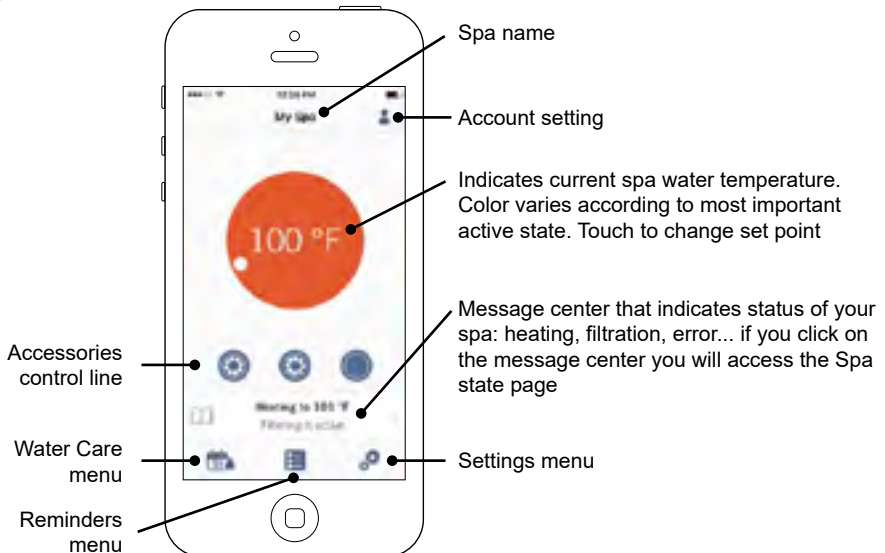 Spa name
12:36 PM
My Spa
Account setting
Indicates current spa water temperature.
Color varies according to most important
active state. Touch to change set point
100 °F
Message center that indicates status of your
spa: heating, filtration, error... if you click on
the message center you will access the Spa
state page
Accessories
control line
Filtering is active
Water Care
menu
Settings menu
Reminders
menu